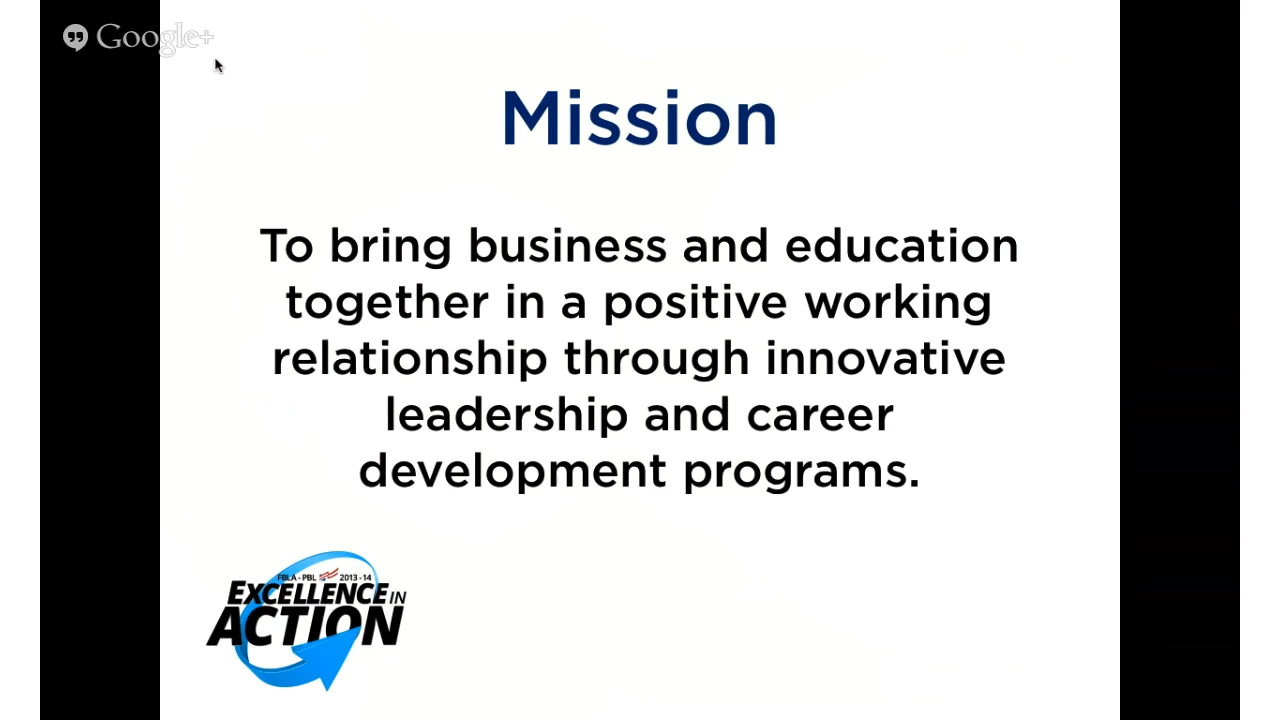 Google+
Mission
To bring business and education
together in a positive working
relationship through innovative
leadership and career
development programs.
FBLA-PBL 2013-14
EXCELLENCE IN
ACTION